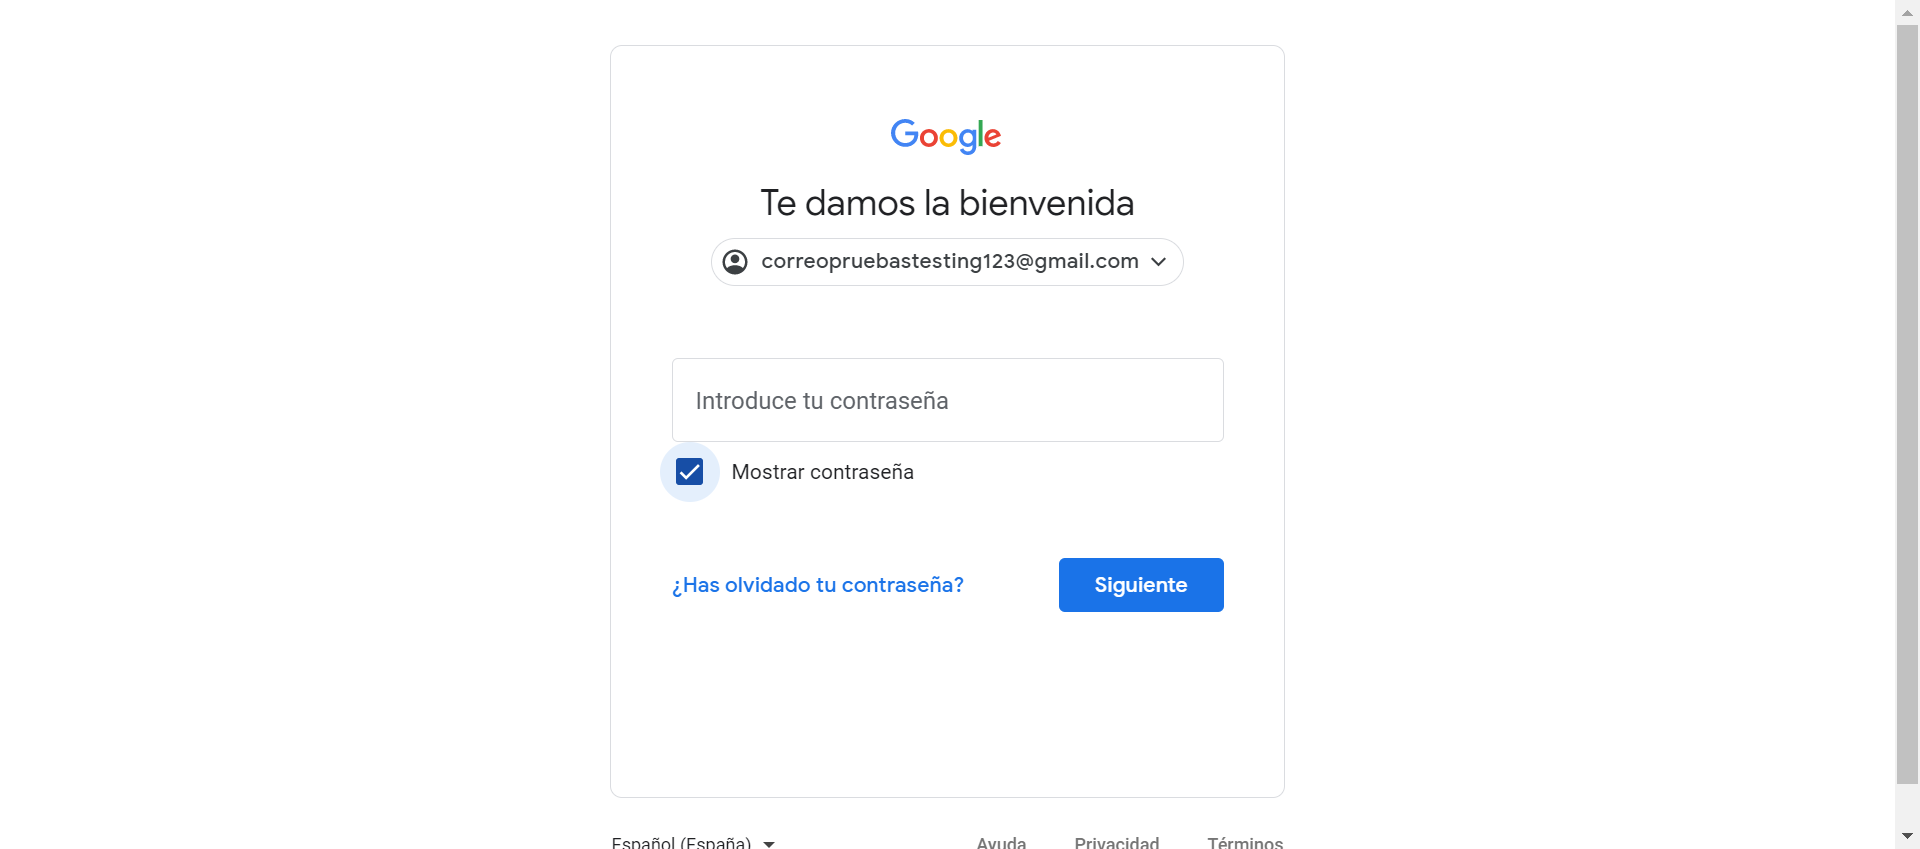 Google
Te damos la bienvenida
correopruebastesting123@gmail.com
Introduce tu contraseña
Mostrar contraseña
¿Has olvidado tu contraseña?
Siguiente
Español (España)
Ayuda
Privacidad
Términos